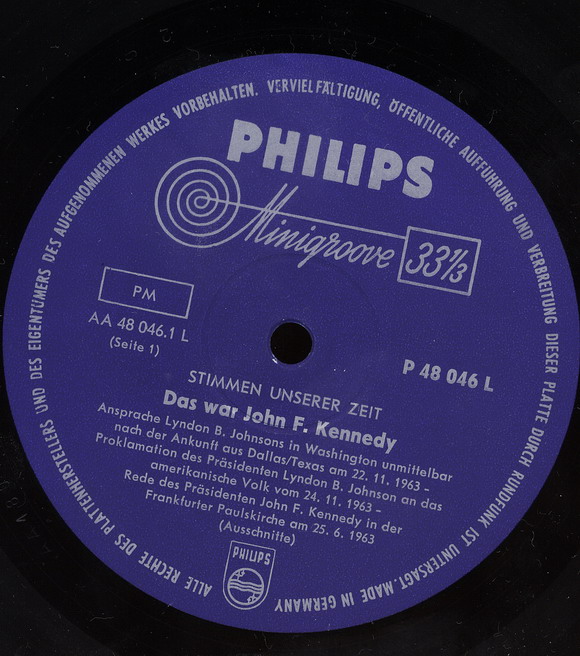 ALLE RECHTE DES PLATTENHERSTELLERS UND DES EIGENTÜMERS DES AUFGENOMMENEN WERKES VORBEHALTEN. VERVIELFÄLTIGUNG, ÖFFENTLICHE AUFFÜHRUNG UND VERBREITUNG DIESER PLATTE DURCH RUNDFUNK IST UNTERSAGT. MADE IN GERMANY
PHILIPS
Minigroove 33⅓
PM
AA 48 046.1 L
(Seite 1)
P 48 046 L
STIMMEN UNSERER ZEIT
Das war John F. Kennedy
Ansprache Lyndon B. Johnsons in Washington unmittelbar
nach der Ankunft aus Dallas/Texas am 22. 11. 1963 –
Proklamation des Präsidenten Lyndon B. Johnson an das
amerikanische Volk vom 24. 11. 1963 –
Rede des Präsidenten John F. Kennedy in der
Frankfurter Paulskirche am 25. 6. 1963
(Ausschnitte)
PHILIPS